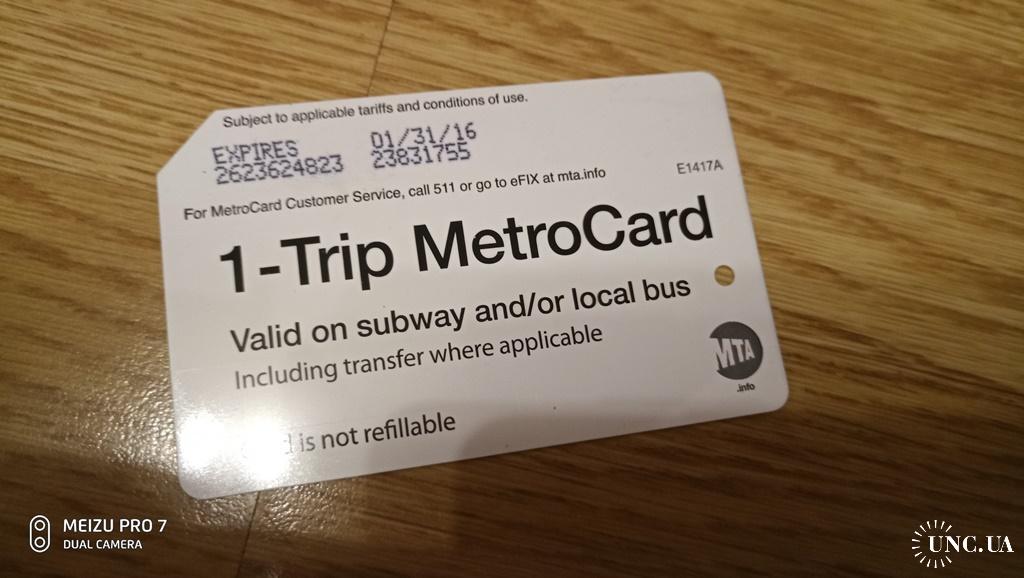 Subject to applicable tariffs and conditions of use.
EXPIRES 01/31/16
2623624823 23831755
E1417A
For MetroCard Customer Service, call 511 or go to eFIX at mta.info
1-Trip MetroCard
Valid on subway and/or local bus
Including transfer where applicable
MTA
.info
is not refillable
MEIZU PRO 7
DUAL CAMERA
UNC.UA